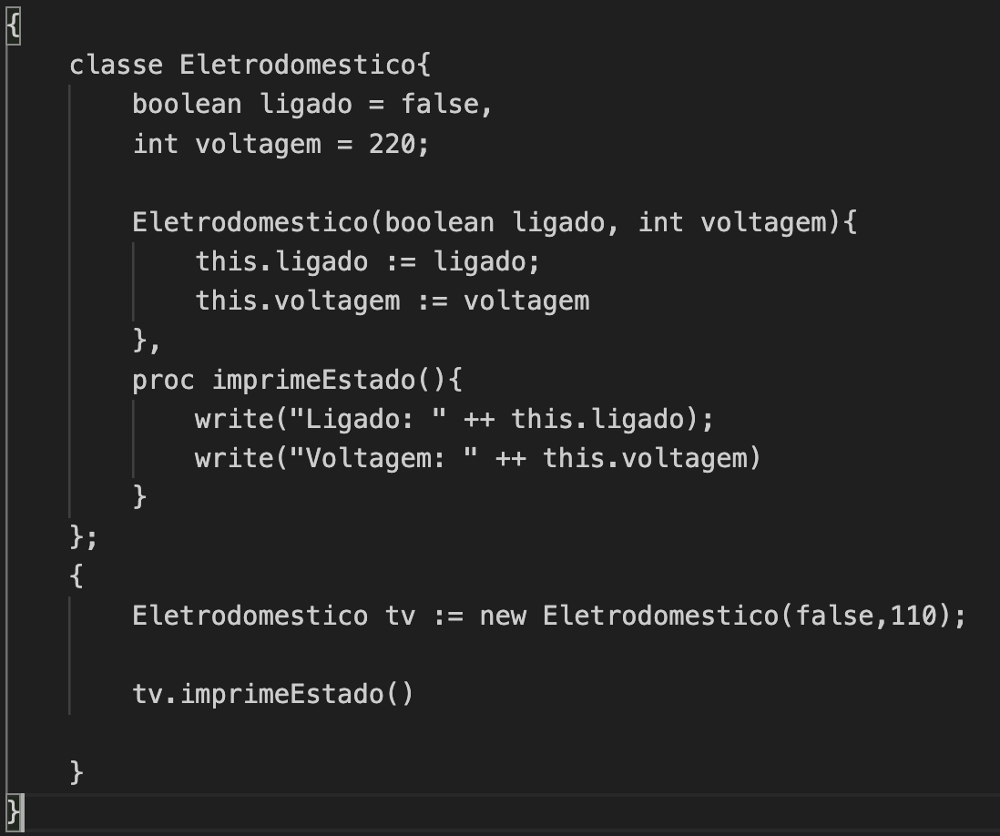 {
    classe Eletrodomestico{
        boolean ligado = false,
        int voltagem = 220;
        Eletrodomestico(boolean ligado, int voltagem){
            this.ligado := ligado;
            this.voltagem := voltagem
        },
        proc imprimeEstado(){
            write("Ligado: " ++ this.ligado);
            write("Voltagem: " ++ this.voltagem)
        }
    };
    {
        Eletrodomestico tv := new Eletrodomestico(false,110);
        tv.imprimeEstado()
    }
}